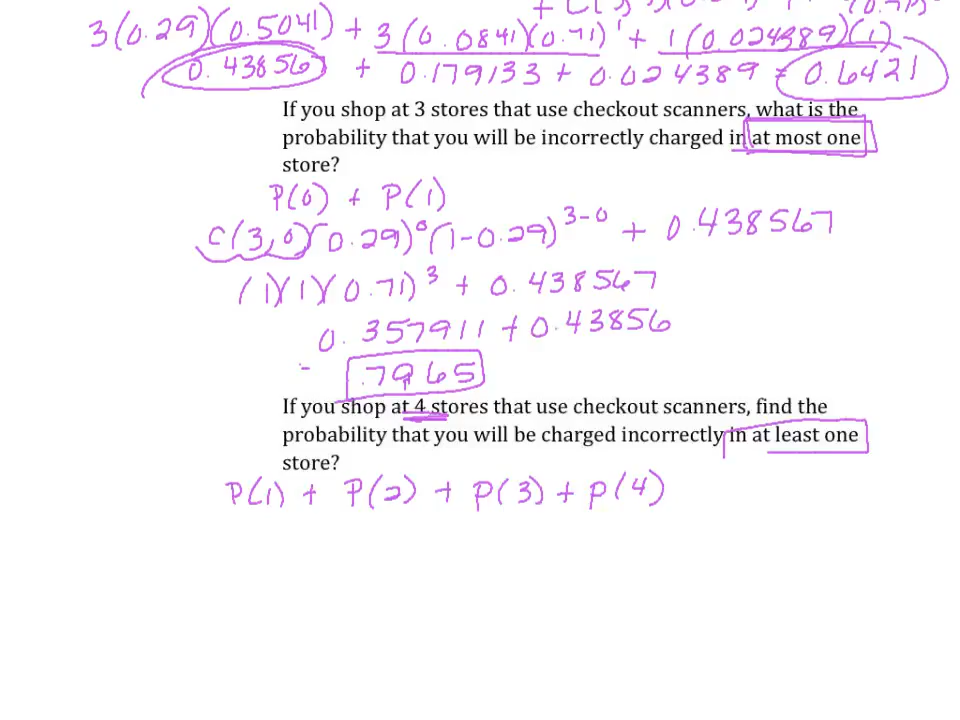 3(0.29)(0.5041) + 3(0.0841)(0.71)¹ + 1(0.024389)(1)
0.438567 + 0.179133 + 0.024389 = 0.6421
If you shop at 3 stores that use checkout scanners, what is the
probability that you will be incorrectly charged in at most one
store?
P(0) + P(1)
C(3,0)(0.29)⁰(1-0.29)³⁻⁰ + 0.438567
(1)(1)(0.71)³ + 0.438567
0.357911 + 0.43856
= .7965
If you shop at 4 stores that use checkout scanners, find the
probability that you will be charged incorrectly in at least one
store?
P(1) + P(2) + P(3) + P(4)